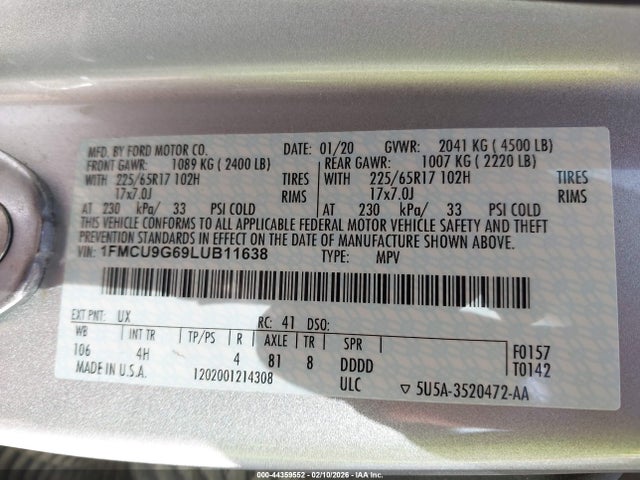 MFD. BY FORD MOTOR CO. DATE: 01/20 GVWR: 2041 KG ( 4500 LB)
FRONT GAWR: 1089 KG ( 2400 LB) REAR GAWR: 1007 KG ( 2220 LB)
WITH 225/65R17 102H TIRES WITH 225/65R17 102H TIRES
17x7.0J RIMS 17x7.0J RIMS
AT 230 kPa/ 33 PSI COLD AT 230 kPa/ 33 PSI COLD
THIS VEHICLE CONFORMS TO ALL APPLICABLE FEDERAL MOTOR VEHICLE SAFETY AND THEFT
PREVENTION STANDARDS IN EFFECT ON THE DATE OF MANUFACTURE SHOWN ABOVE.
VIN: 1FMCU9G69LUB11638 TYPE: MPV
EXT PNT: UX RC: 41 DSO:
WB INT TR TP/PS R AXLE TR SPR F0157
106 4H 4 81 8 DDDD T0142
MADE IN U.S.A. 1202001214308 ULC ▽ 5U5A-3520472-AA
000-44359552 - 02/10/2026 - IAAI Inc.